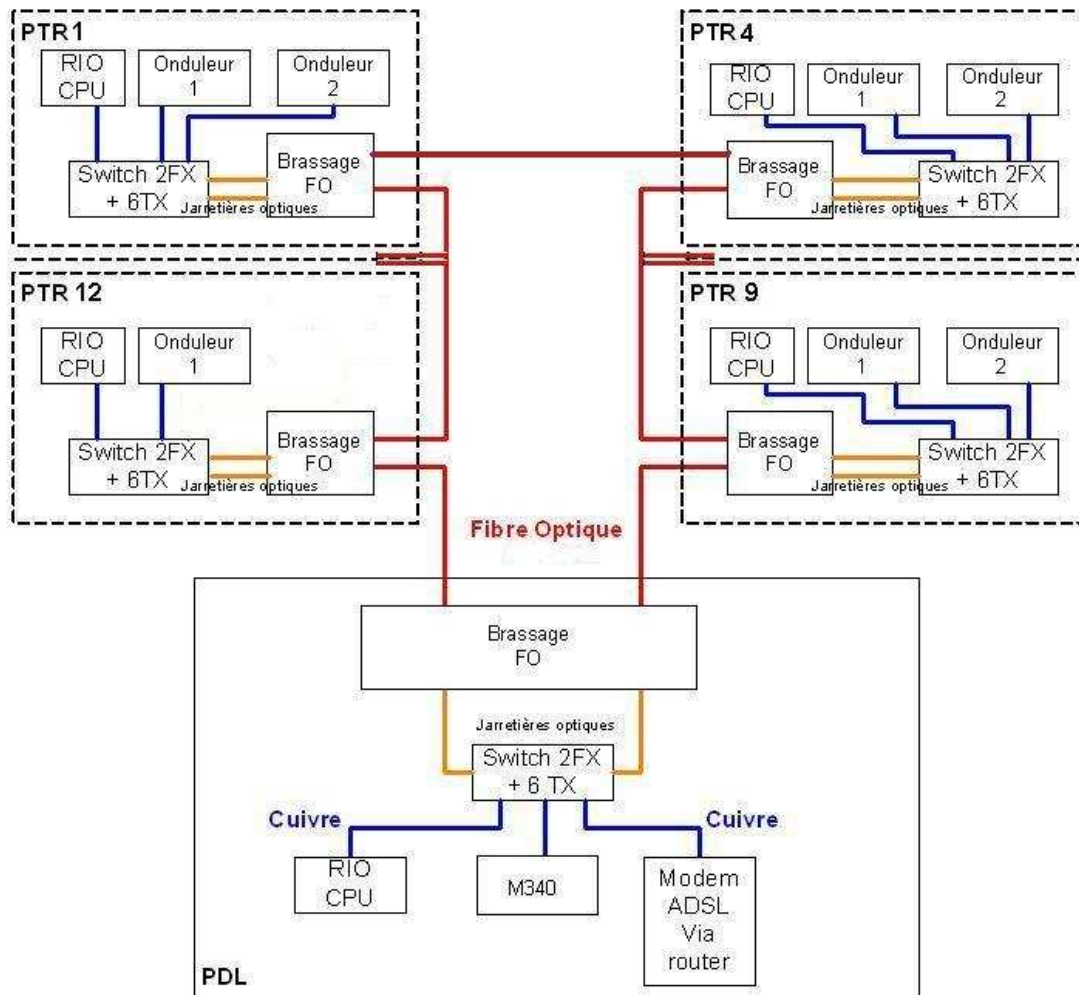 PTR 1
RIO
CPU
Onduleur
1
Onduleur
2
Brassage
FO
Switch 2FX
+ 6TX
Jarretières optiques
PTR 4
RIO
CPU
Onduleur
1
Onduleur
2
Brassage
FO
Switch 2FX
+ 6TX
Jarretières optiques
PTR 12
RIO
CPU
Onduleur
1
Brassage
FO
Switch 2FX
+ 6TX
Jarretières optiques
PTR 9
RIO
CPU
Onduleur
1
Onduleur
2
Brassage
FO
Switch 2FX
+ 6TX
Jarretières optiques
Fibre Optique
Brassage
FO
Jarretières optiques
Switch 2FX
+ 6 TX
Cuivre
Cuivre
RIO
CPU
M340
Modem
ADSL
Via
router
PDL